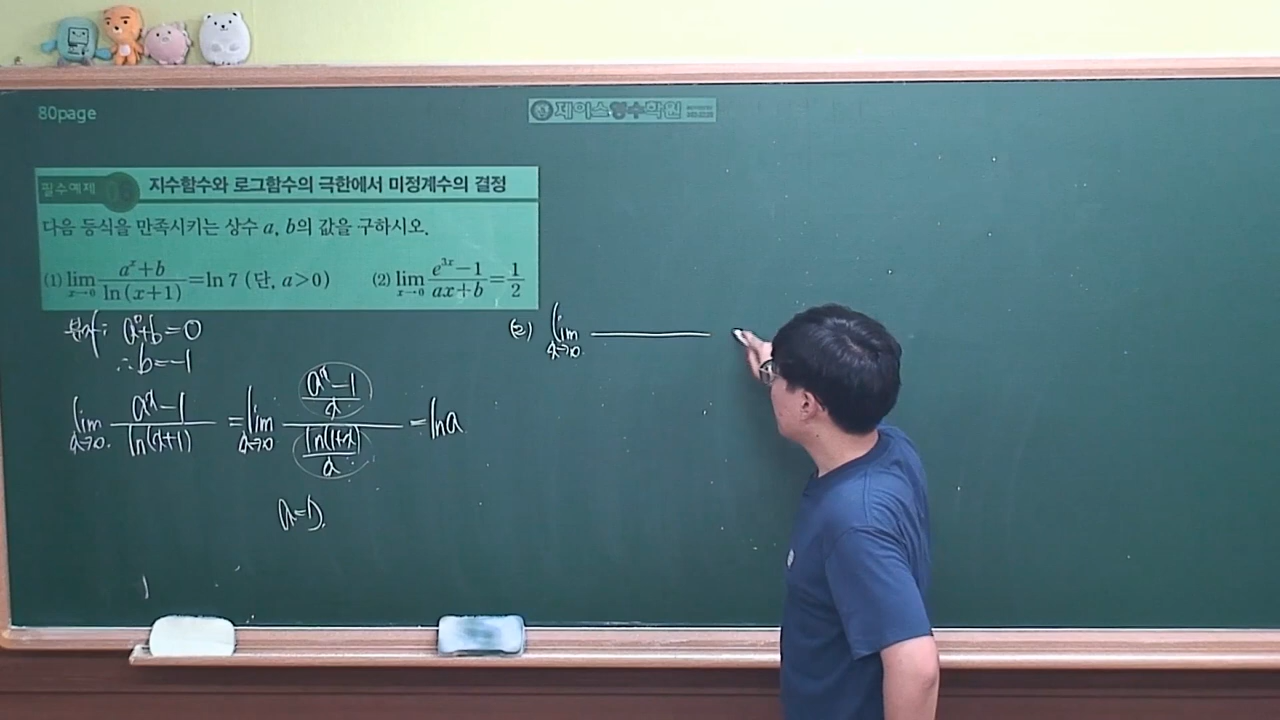 80page
제이스영수학원
필수예제 06 지수함수와 로그함수의 극한에서 미정계수의 결정
다음 등식을 만족시키는 상수 a, b의 값을 구하시오.
(1) lim x→0 (a^x+b)/(ln(x+1)) = ln 7 (단, a>0) (2) lim x→0 (e^{3x}−1)/(ax+b) = 1/2
분자: a^0+b=0
∴ b=−1
lim x→0 (a^x−1)/(ln(x+1)) = lim x→0 ((a^x−1)/x)/((ln(1+x))/x) = ln a
(2) lim x→0